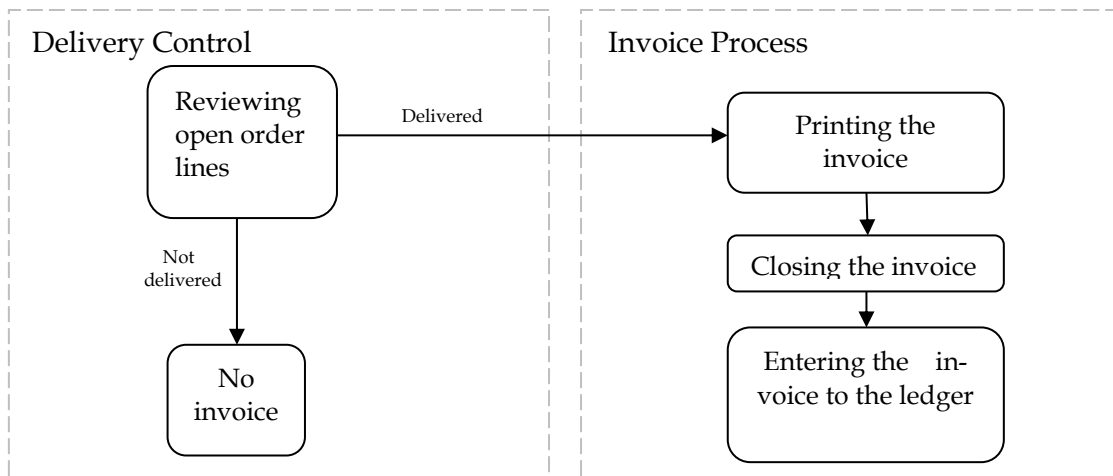 Delivery Control
Reviewing
open order
lines
Delivered
Not
delivered
No
invoice
Invoice Process
Printing the
invoice
Closing the invoice
Entering the in-
voice to the ledger